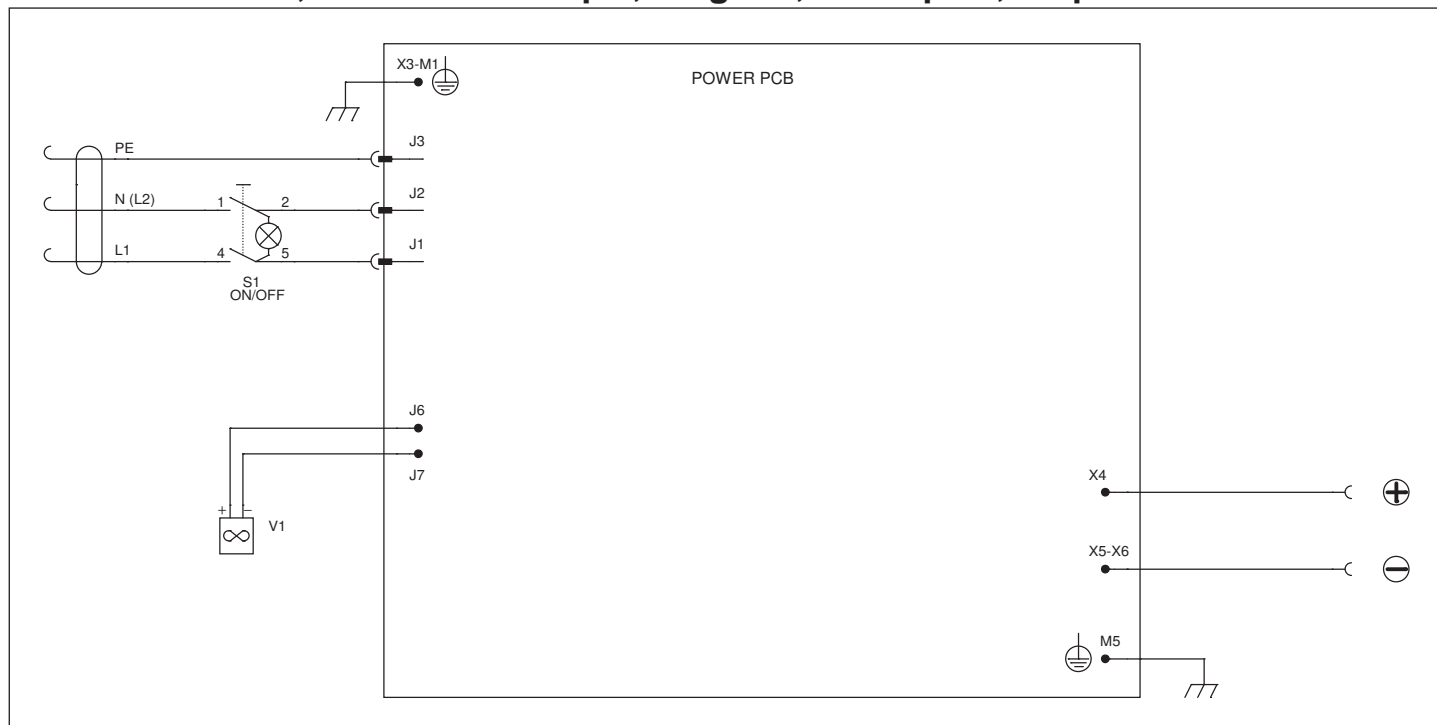 X3-M1
POWER PCB
PE
J3
N (L2)
1
2
J2
L1
4
5
J1
S1
ON/OFF
J6
J7
+
–
V1
X4
+
X5-X6
–
M5